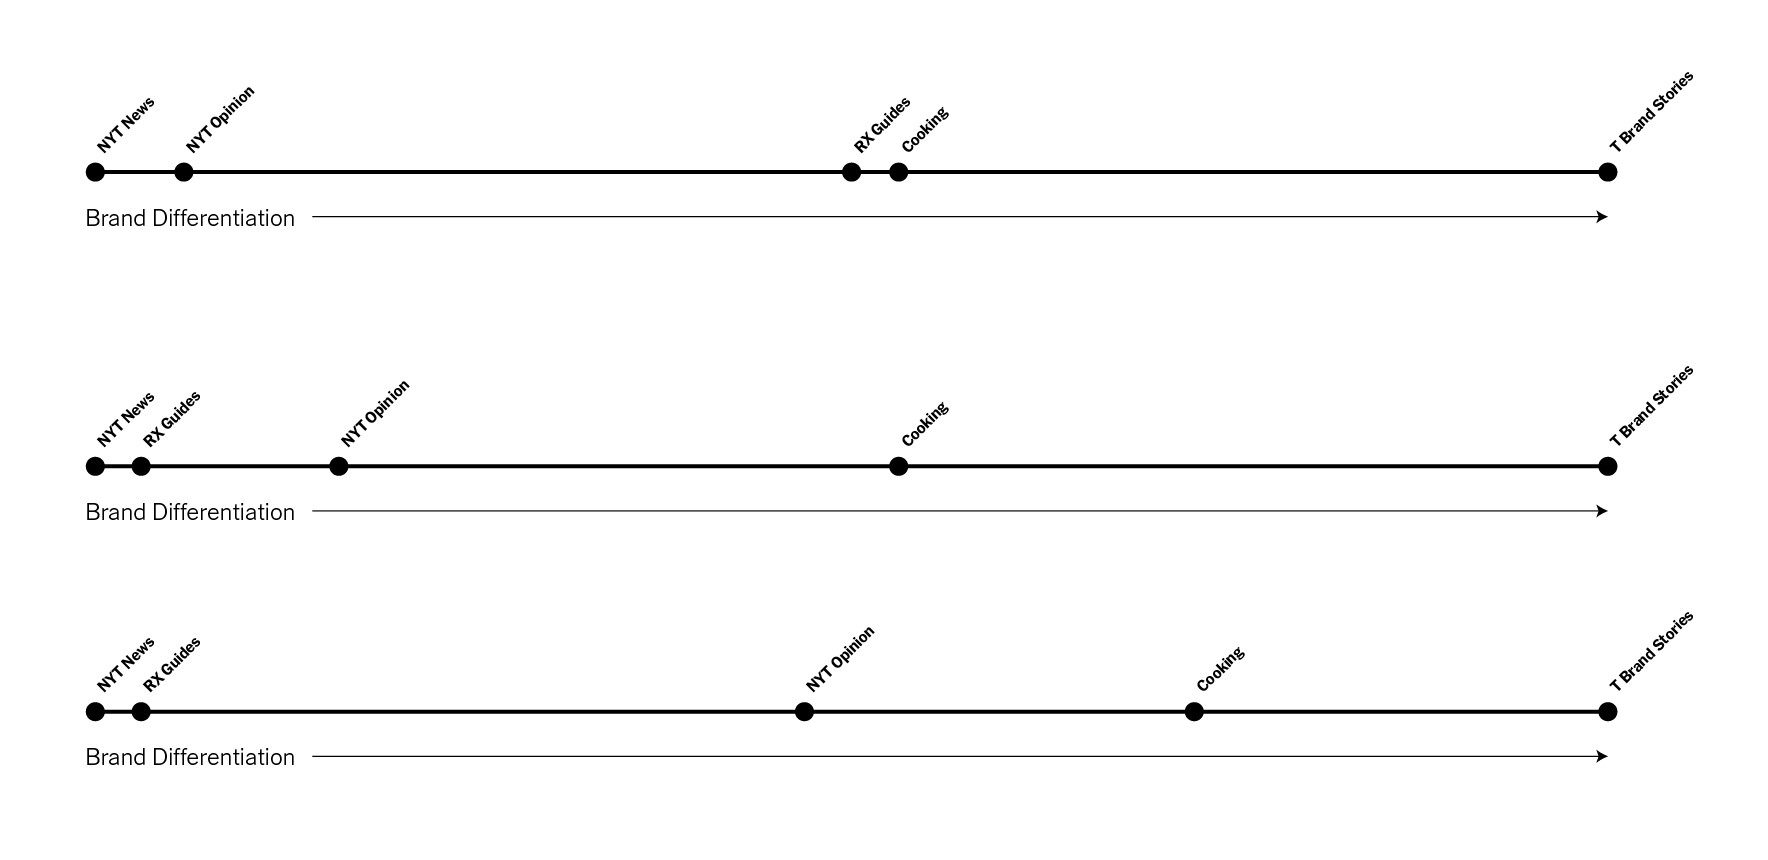 NYT News
NYT Opinion
RX Guides
Cooking
T Brand Stories
Brand Differentiation
NYT News
RX Guides
NYT Opinion
Cooking
T Brand Stories
Brand Differentiation
NYT News
RX Guides
NYT Opinion
Cooking
T Brand Stories
Brand Differentiation